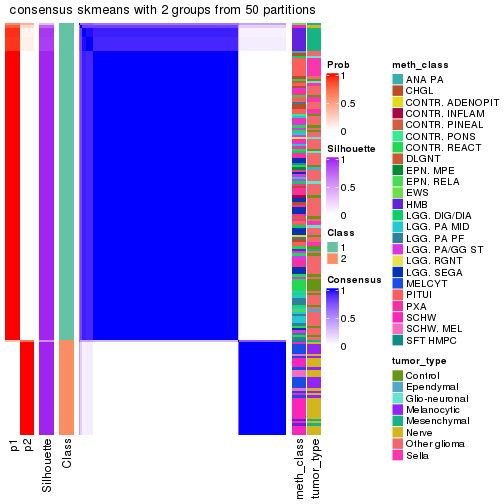 consensus skmeans with 2 groups from 50 partitions
Prob
1
0.5
0
Silhouette
1
0.5
0
Class
1
2
Consensus
1
0.5
0
meth_class
ANA PA
CHGL
CONTR. ADENOPIT
CONTR. INFLAM
CONTR. PINEAL
CONTR. PONS
CONTR. REACT
DLGNT
EPN. MPE
EPN. RELA
EWS
HMB
LGG. DIG/DIA
LGG. PA MID
LGG. PA PF
LGG. PA/GG ST
LGG. RGNT
LGG. SEGA
MELCYT
PITUI
PXA
SCHW
SCHW. MEL
SFT HMPC
tumor_type
Control
Ependymal
Glio-neuronal
Melanocytic
Mesenchymal
Nerve
Other glioma
Sella
p1
p2
Silhouette
Class
meth_class
tumor_type